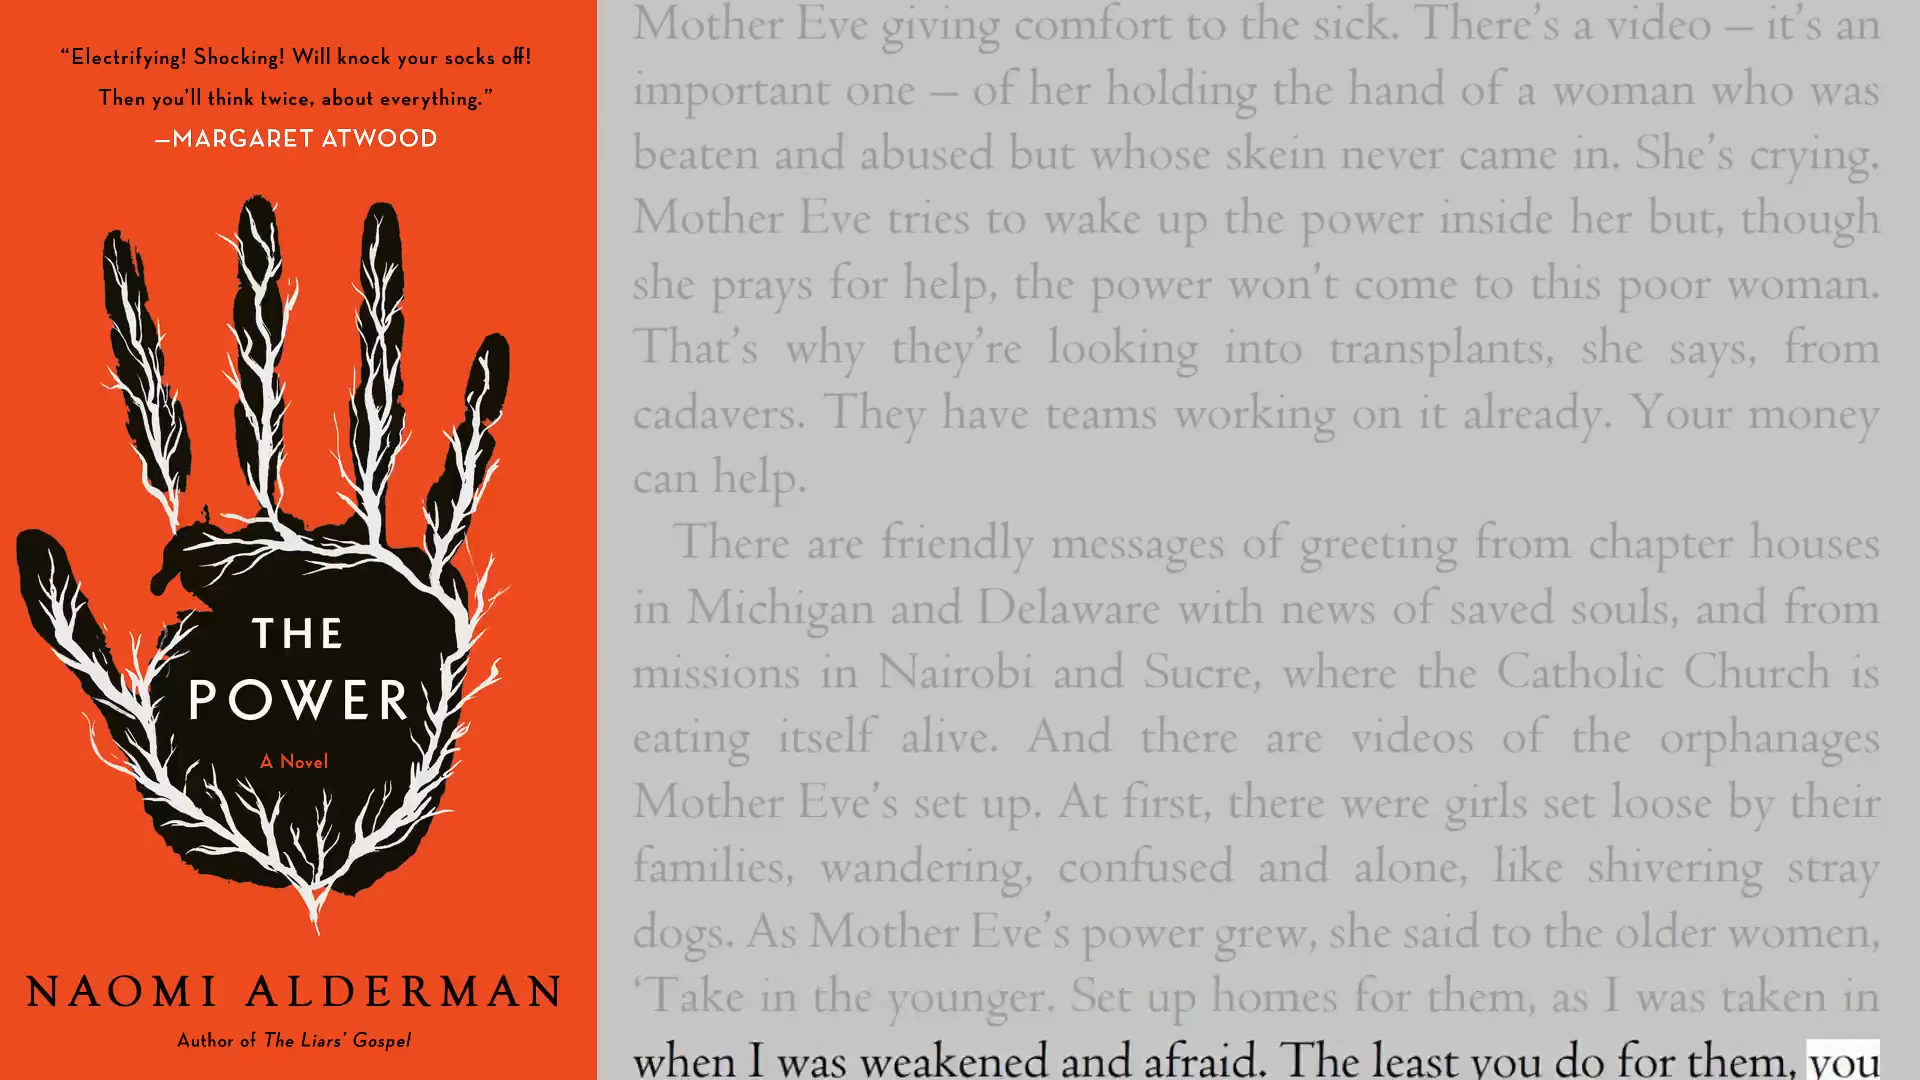 “Electrifying! Shocking! Will knock your socks off!
Then you’ll think twice, about everything.”
—MARGARET ATWOOD
THE
POWER
A Novel
NAOMI ALDERMAN
Author of The Liars’ Gospel
Mother Eve giving comfort to the sick. There’s a video – it’s an
important one – of her holding the hand of a woman who was
beaten and abused but whose skein never came in. She’s crying.
Mother Eve tries to wake up the power inside her but, though
she prays for help, the power won’t come to this poor woman.
That’s why they’re looking into transplants, she says, from
cadavers. They have teams working on it already. Your money
can help.
There are friendly messages of greeting from chapter houses
in Michigan and Delaware with news of saved souls, and from
missions in Nairobi and Sucre, where the Catholic Church is
eating itself alive. And there are videos of the orphanages
Mother Eve’s set up. At first, there were girls set loose by their
families, wandering, confused and alone, like shivering stray
dogs. As Mother Eve’s power grew, she said to the older women,
‘Take in the younger. Set up homes for them, as I was taken in
when I was weakened and afraid. The least you do for them, you